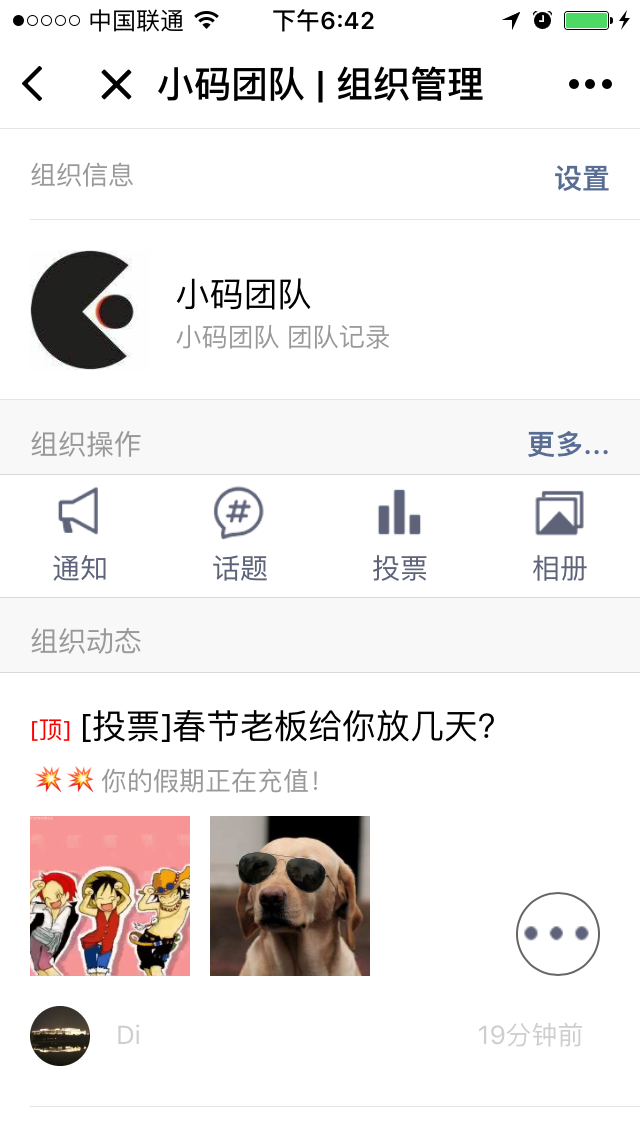 中国联通 下午6:42
小码团队 | 组织管理
组织信息 设置
小码团队
小码团队 团队记录
组织操作 更多...
通知 话题 投票 相册
组织动态
[顶] [投票]春节老板给你放几天?
💥💥 你的假期正在充值!
Di 19分钟前